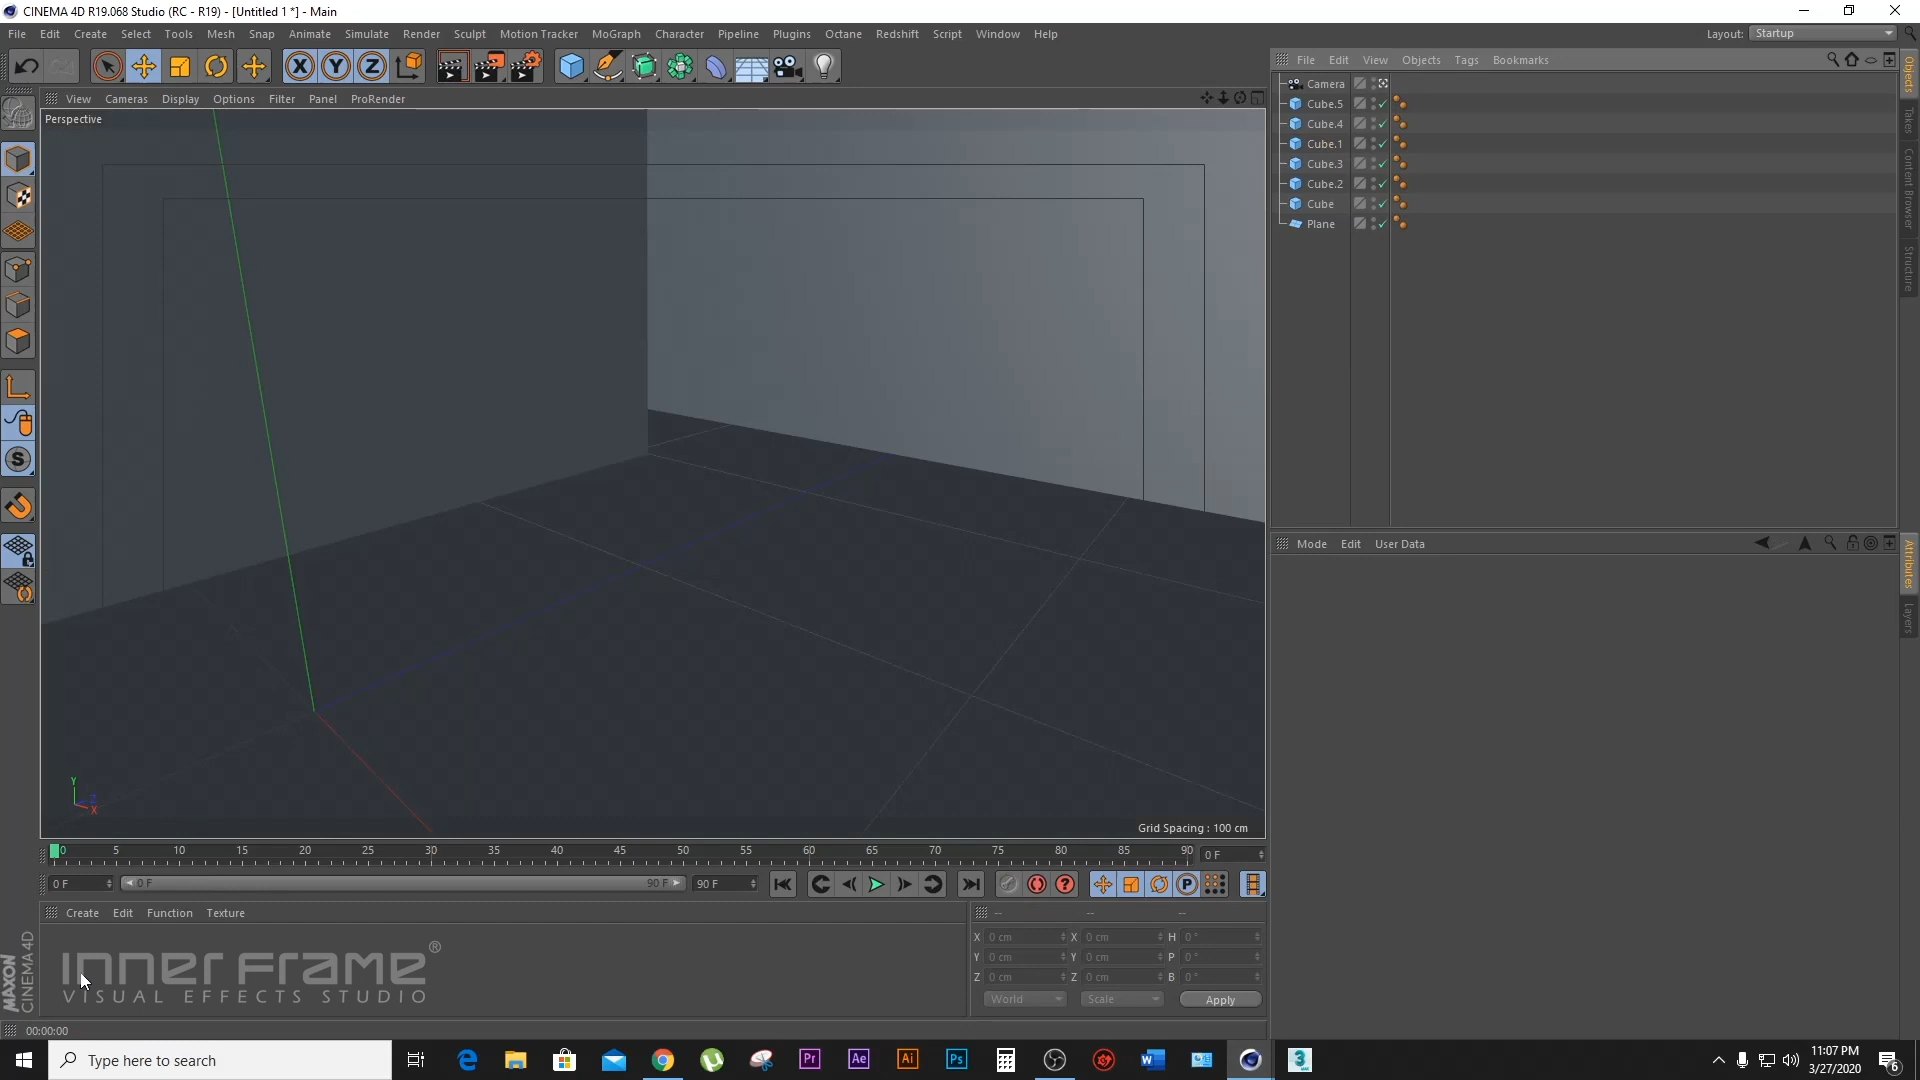 CINEMA 4D R19.068 Studio (RC - R19) - [Untitled 1 *] - Main
File Edit Create Select Tools Mesh Snap Animate Simulate Render Sculpt Motion Tracker MoGraph Character Pipeline Plugins Octane Redshift Script Window Help
Layout: Startup
X Y Z
File Edit View Objects Tags Bookmarks
View Cameras Display Options Filter Panel ProRender
Perspective
Camera
Cube.5
Cube.4
Cube.1
Cube.3
Cube.2
Cube
Plane
Objects
Takes
Content Browser
Structure
Mode Edit User Data
Attributes
Layers
S
Y
Z
X
Grid Spacing : 100 cm
0 5 10 15 20 25 30 35 40 45 50 55 60 65 70 75 80 85 90
0 F
0 F 0 F 90 F 90 F
P
Create Edit Function Texture
-- -- --
X 0 cm X 0 cm H 0 °
Y 0 cm Y 0 cm P 0 °
Z 0 cm Z 0 cm B 0 °
World Scale Apply
Inner Frame ®
VISUAL EFFECTS STUDIO
MAXON
CINEMA 4D
00:00:00
Type here to search
Pr Ae Ai Ps
11:07 PM
3/27/2020
6